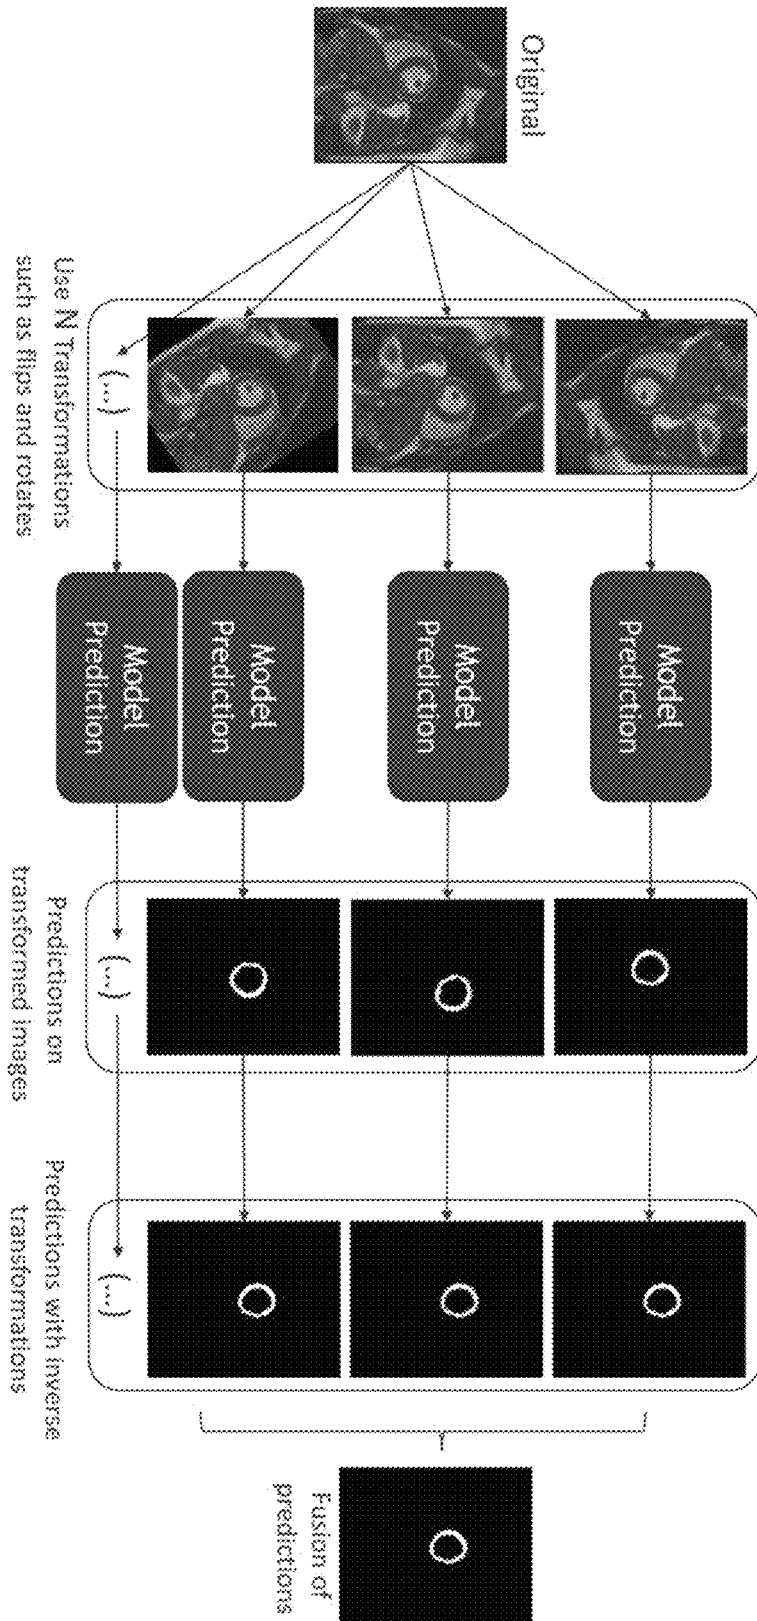 Original
Use N Transformations
such as flips and rotates
(...)
Model
Prediction
Model
Prediction
Model
Prediction
Model
Prediction
Predictions on
transformed images
(...)
Predictions with inverse
transformations
(...)
Fusion of
predictions